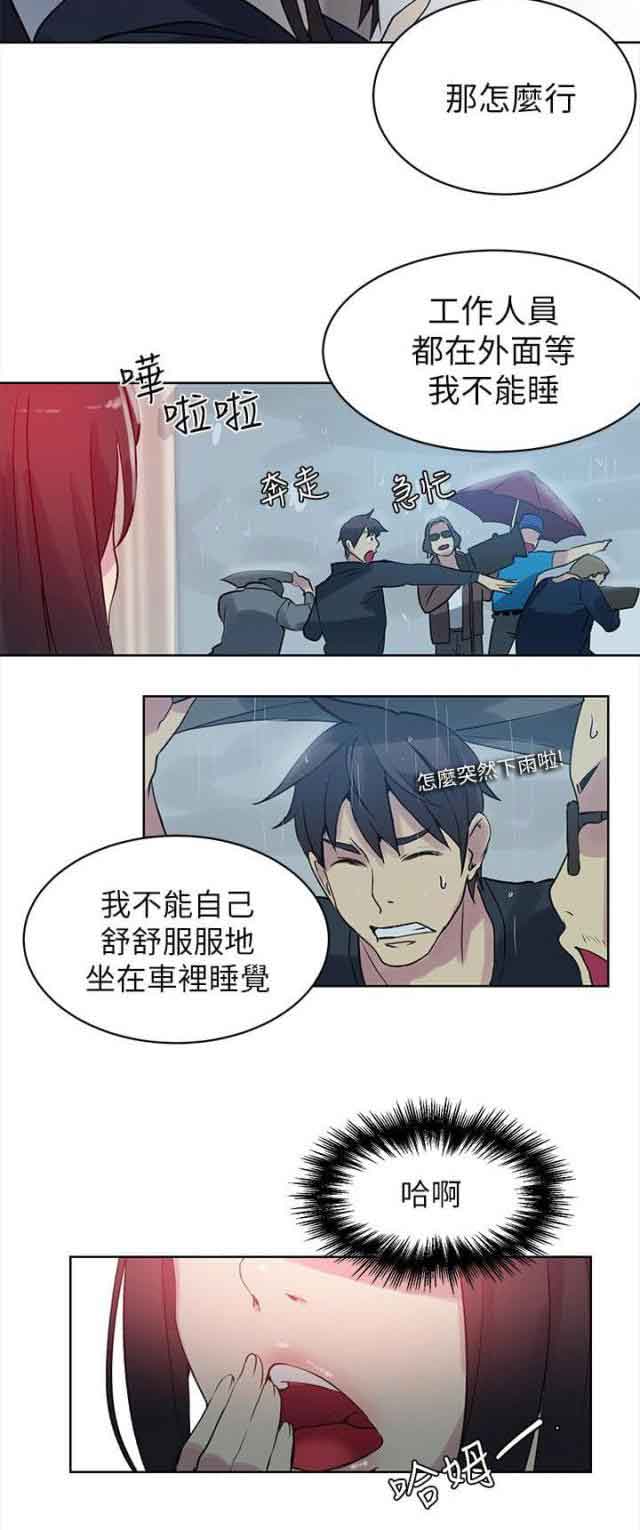 那怎麼行
工作人員
都在外面等
我不能睡
嘩
啦啦
奔走
急忙
怎麼突然下雨啦!
我不能自己
舒舒服服地
坐在車裡睡覺
哈啊
哈姆一